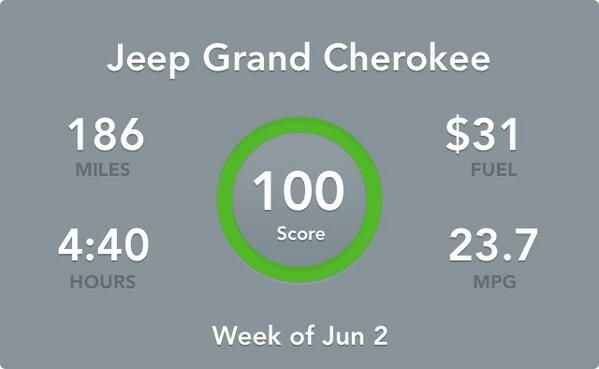 Jeep Grand Cherokee
186
MILES
$31
FUEL
100
Score
4:40
HOURS
23.7
MPG
Week of Jun 2